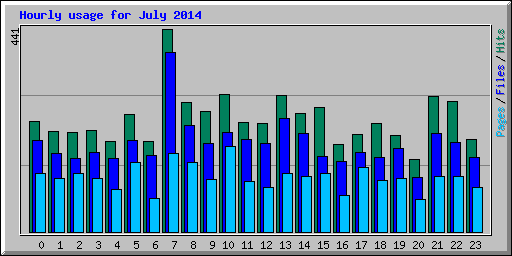 Hourly usage for July 2014
441
Pages/Files/Hits
0 1 2 3 4 5 6 7 8 9 10 11 12 13 14 15 16 17 18 19 20 21 22 23